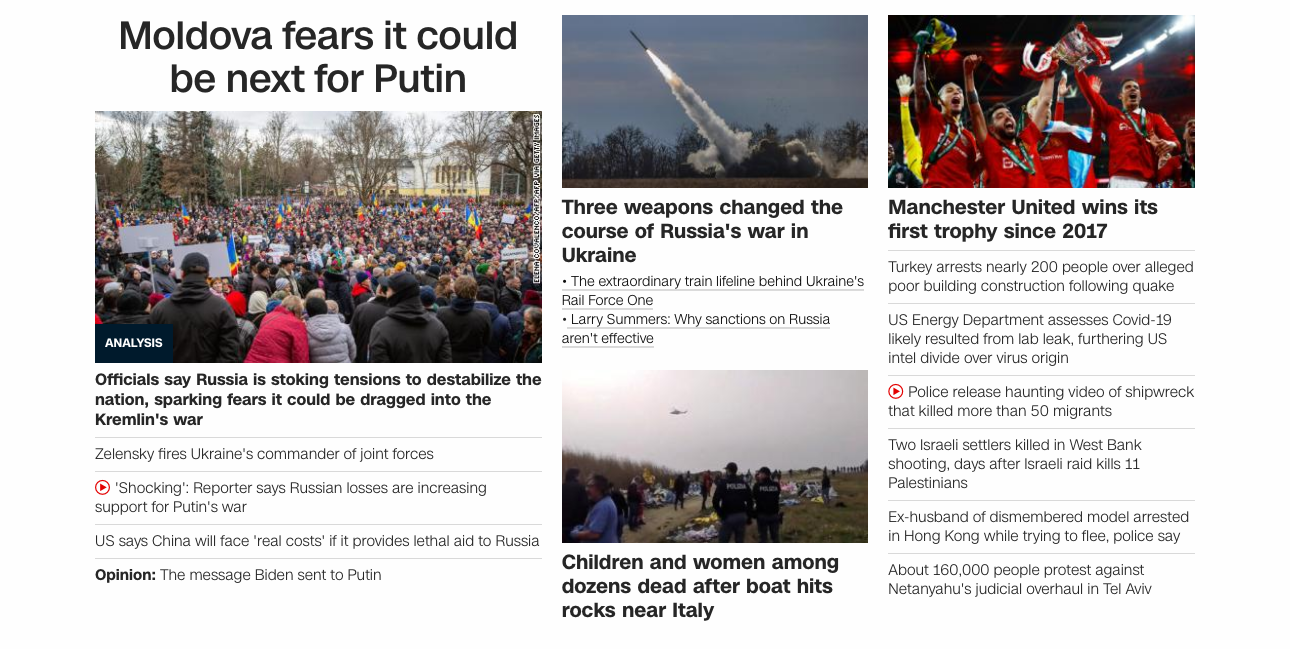 Moldova fears it could
be next for Putin
ELENA COVALENCO/AFP/AFP VIA GETTY IMAGES
ANALYSIS
Officials say Russia is stoking tensions to destabilize the
nation, sparking fears it could be dragged into the
Kremlin's war
Zelensky fires Ukraine's commander of joint forces
'Shocking': Reporter says Russian losses are increasing
support for Putin's war
US says China will face 'real costs' if it provides lethal aid to Russia
Opinion: The message Biden sent to Putin
Three weapons changed the
course of Russia's war in
Ukraine
• The extraordinary train lifeline behind Ukraine's
Rail Force One
• Larry Summers: Why sanctions on Russia
aren't effective
POLIZIA
POLIZIA
Children and women among
dozens dead after boat hits
rocks near Italy
Manchester United wins its
first trophy since 2017
Turkey arrests nearly 200 people over alleged
poor building construction following quake
US Energy Department assesses Covid-19
likely resulted from lab leak, furthering US
intel divide over virus origin
Police release haunting video of shipwreck
that killed more than 50 migrants
Two Israeli settlers killed in West Bank
shooting, days after Israeli raid kills 11
Palestinians
Ex-husband of dismembered model arrested
in Hong Kong while trying to flee, police say
About 160,000 people protest against
Netanyahu's judicial overhaul in Tel Aviv